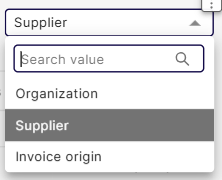 Supplier
Search value
Organization
Supplier
Invoice origin